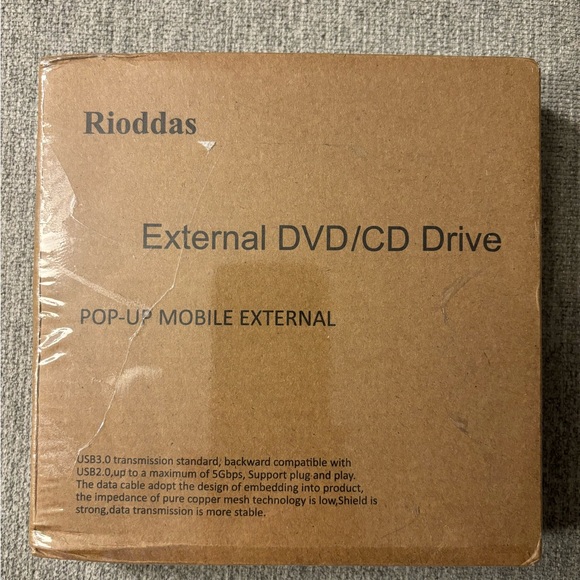 Rioddas
External DVD/CD Drive
POP-UP MOBILE EXTERNAL
USB3.0 transmission standard, backward compatible with
USB2.0,up to a maximum of 5Gbps, Support plug and play.
The data cable adopt the design of embedding into product,
the impedance of pure copper mesh technology is low,Shield is
strong,data transmission is more stable.